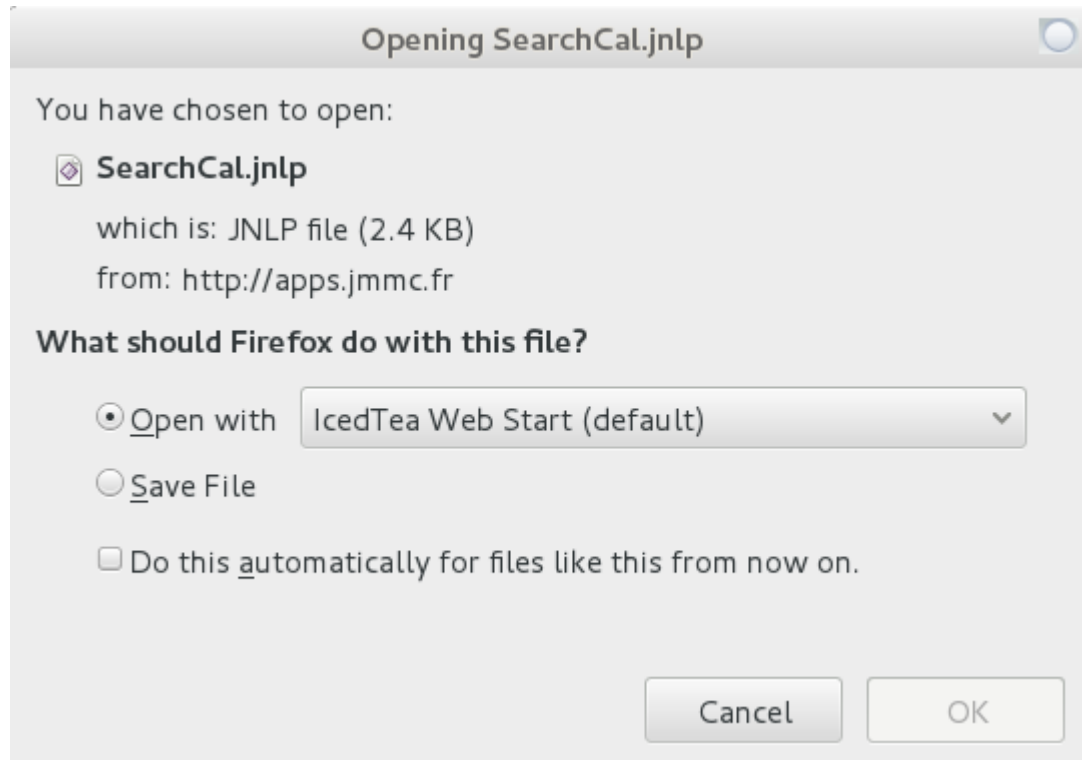 Opening SearchCal.jnlp
You have chosen to open:
SearchCal.jnlp
which is: JNLP file (2.4 KB)
from: http://apps.jmmc.fr
What should Firefox do with this file?
Open with IcedTea Web Start (default)
Save File
Do this automatically for files like this from now on.
Cancel OK